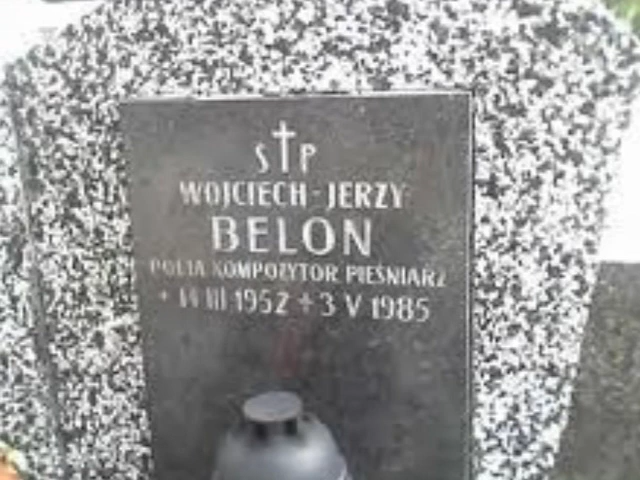 S†P
WOJCIECH-JERZY
BELON
POETA KOMPOZYTOR PIEŚNIARZ
* 14 III 1952 + 3 V 1985